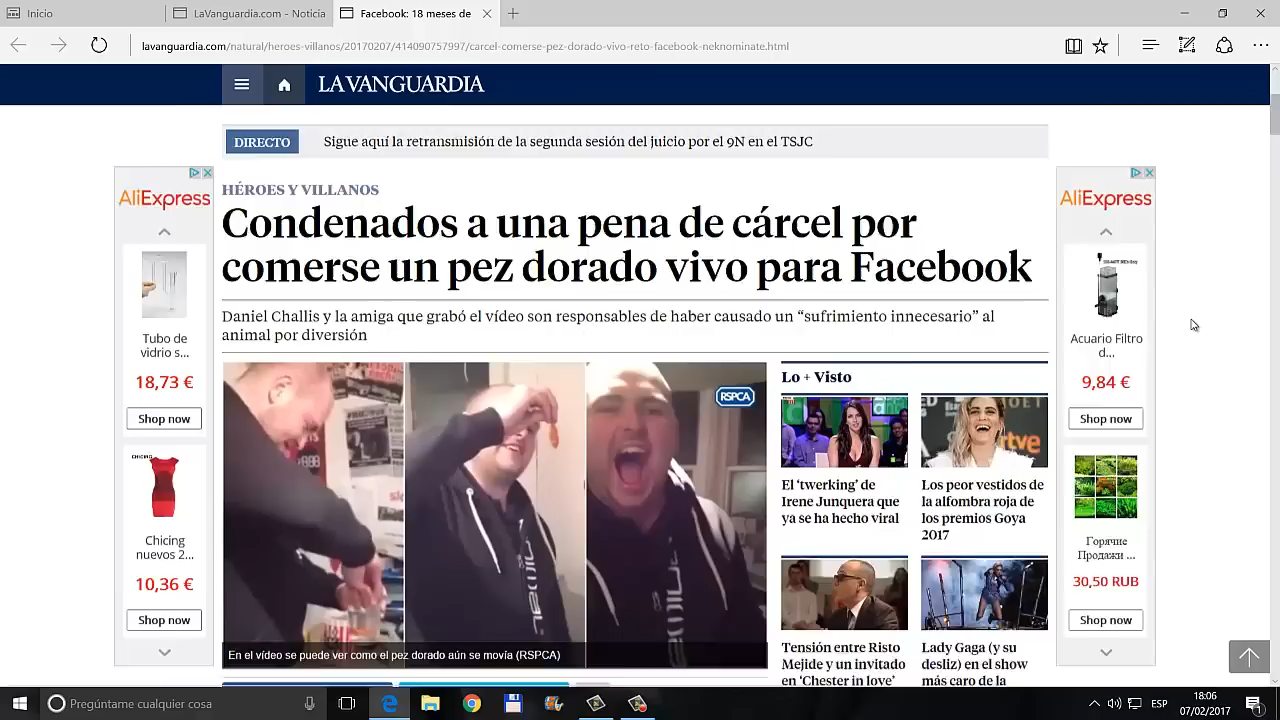 Inicio
LaVanguardia.com - Noticia
Facebook: 18 meses de
lavanguardia.com/natural/heroes-villanos/20170207/414090757997/carcel-comerse-pez-dorado-vivo-reto-facebook-neknominate.html
LA VANGUARDIA
DIRECTO
Sigue aquí la retransmisión de la segunda sesión del juicio por el 9N en el TSJC
HÉROES Y VILLANOS
Condenados a una pena de cárcel por
comerse un pez dorado vivo para Facebook
Daniel Challis y la amiga que grabó el vídeo son responsables de haber causado un “sufrimiento innecesario” al
animal por diversión
AliExpress
Tubo de
vidrio s...
18,73 €
Shop now
CHICING
Chicing
nuevos 2...
10,36 €
Shop now
RSPCA
En el vídeo se puede ver como el pez dorado aún se movía (RSPCA)
Lo + Visto
El ‘twerking’ de
Irene Junquera que
ya se ha hecho viral
Los peor vestidos de
la alfombra roja de
los premios Goya
2017
Tensión entre Risto
Mejide y un invitado
en ‘Chester in love’
Lady Gaga (y su
desliz) en el show
más caro de la
AliExpress
Acuario Filtro
d...
9,84 €
Shop now
Горячие
Продажи ...
30,50 RUB
Shop now
Pregúntame cualquier cosa
ESP
18:06
07/02/2017